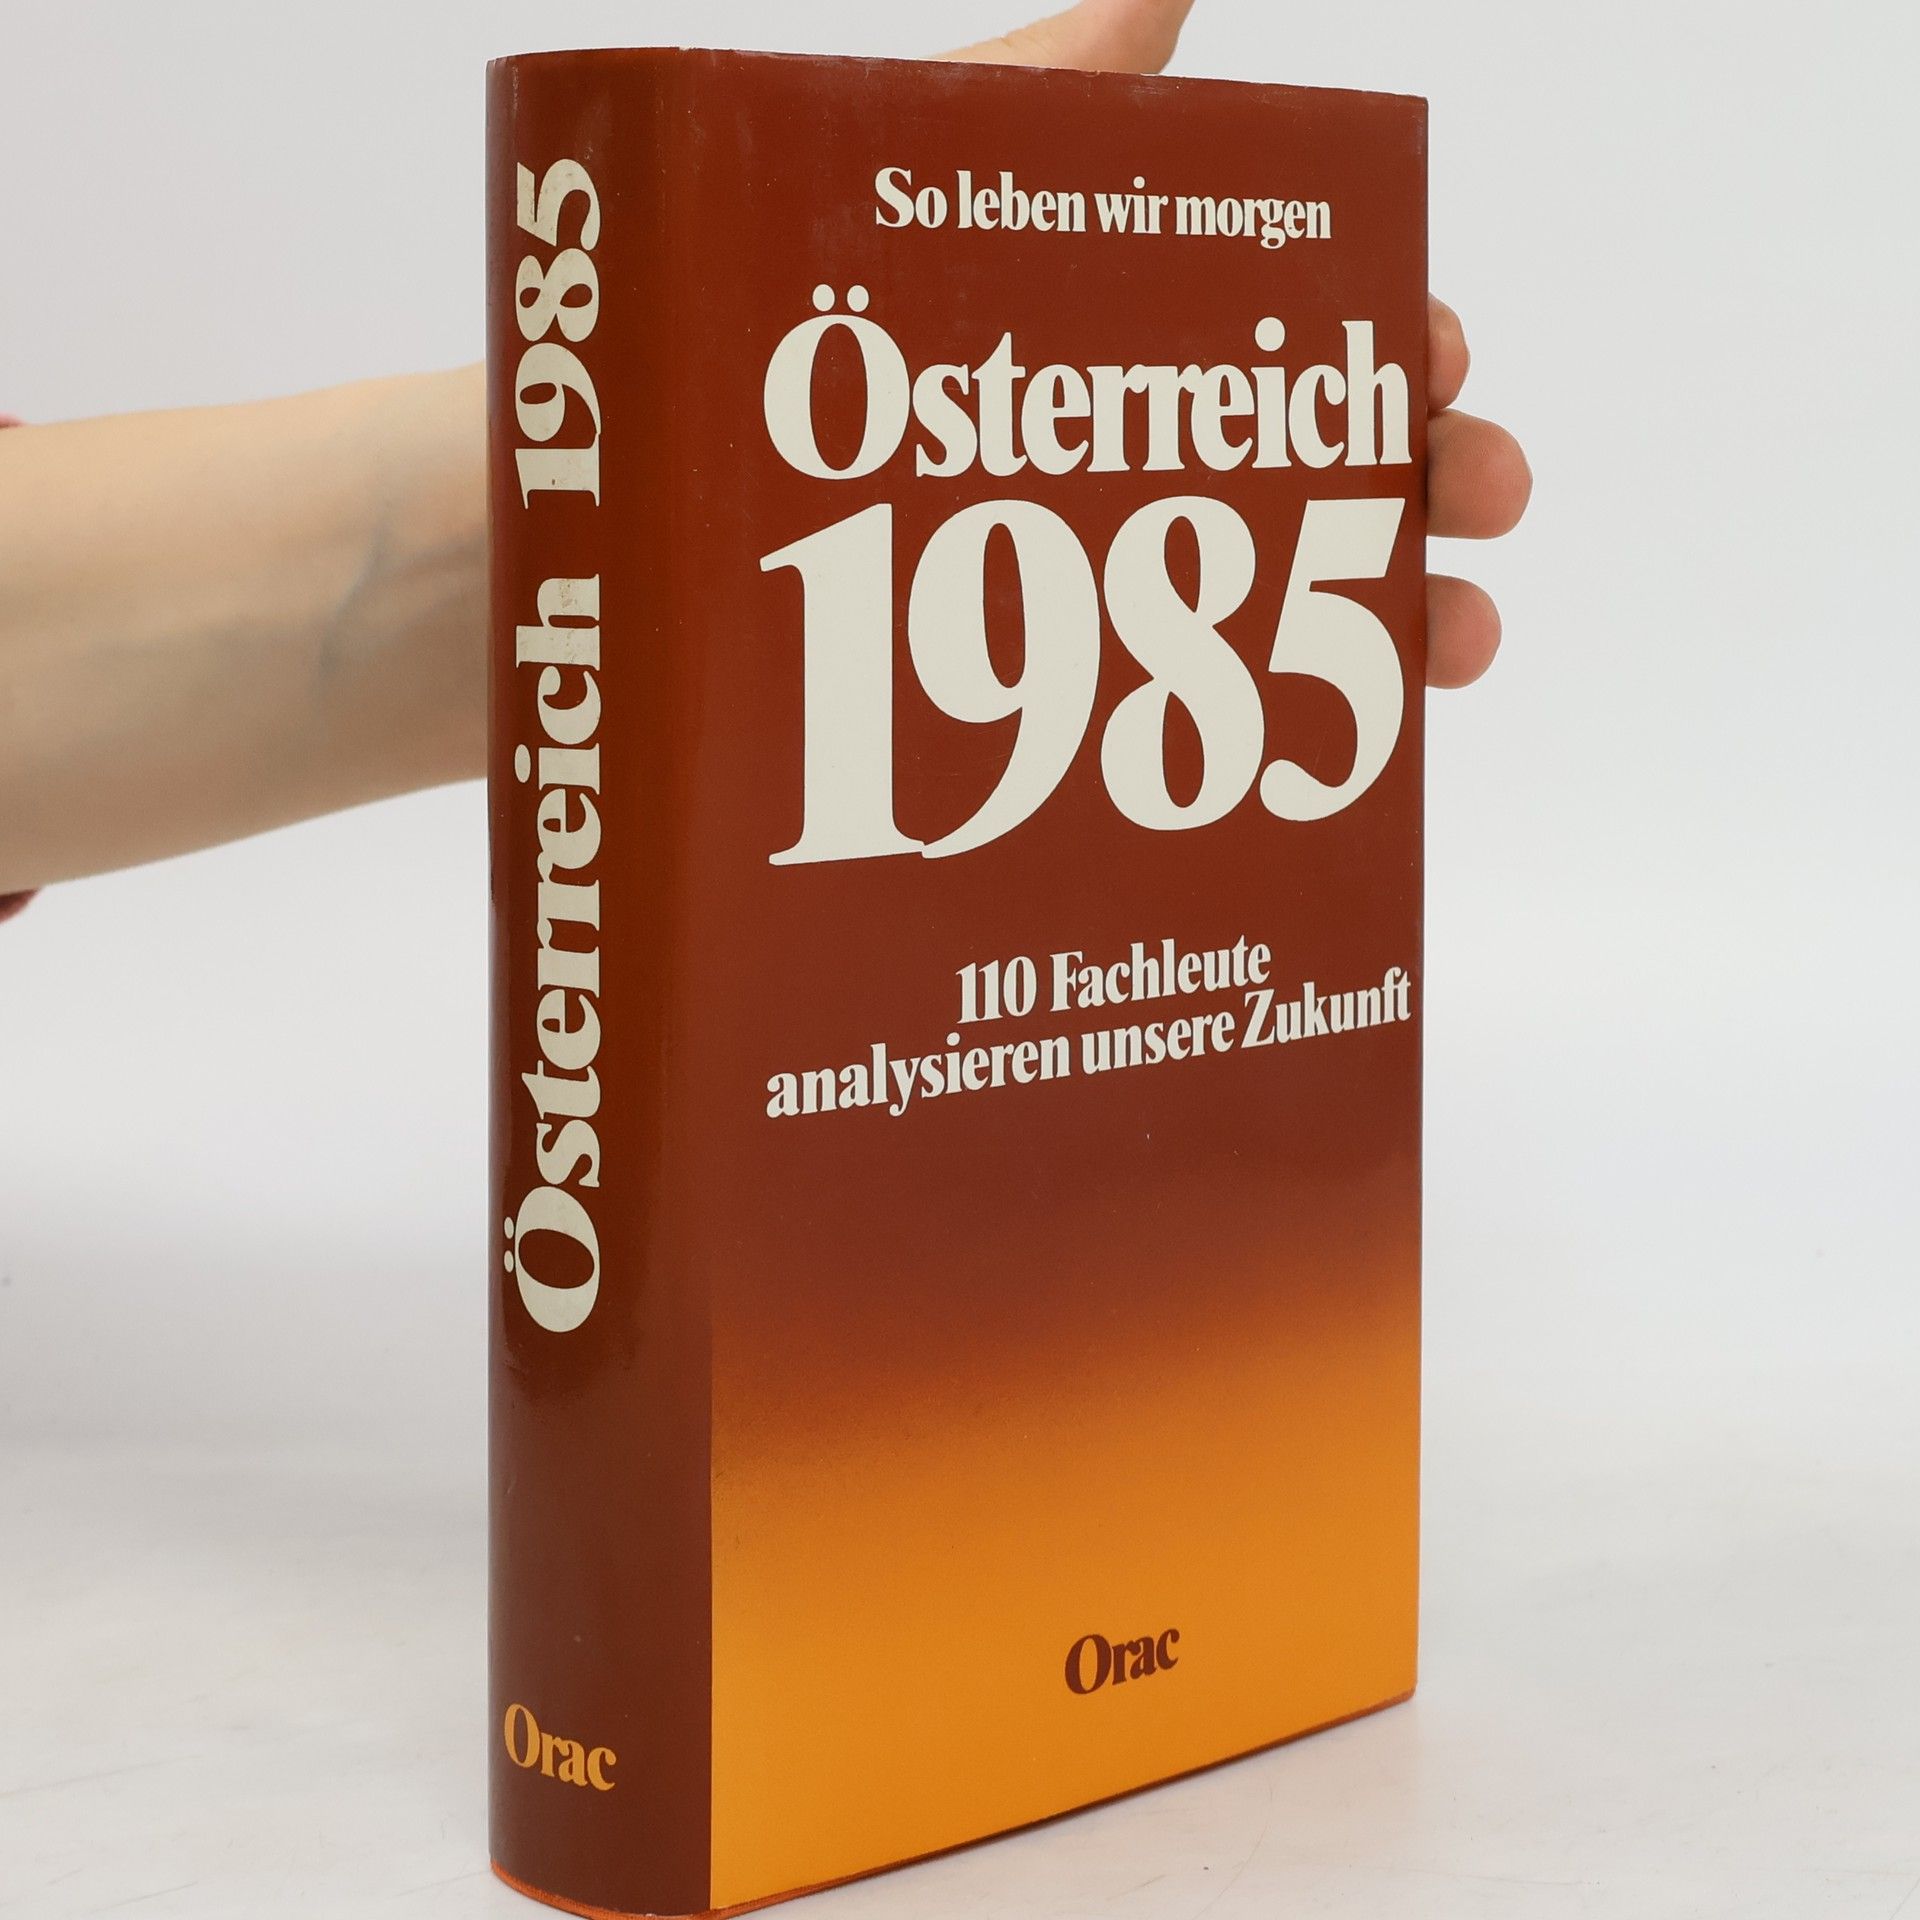 Österreich 1985
Orac
So leben wir morgen
Österreich
1985
110 Fachleute
analysieren unsere Zukunft
Orac